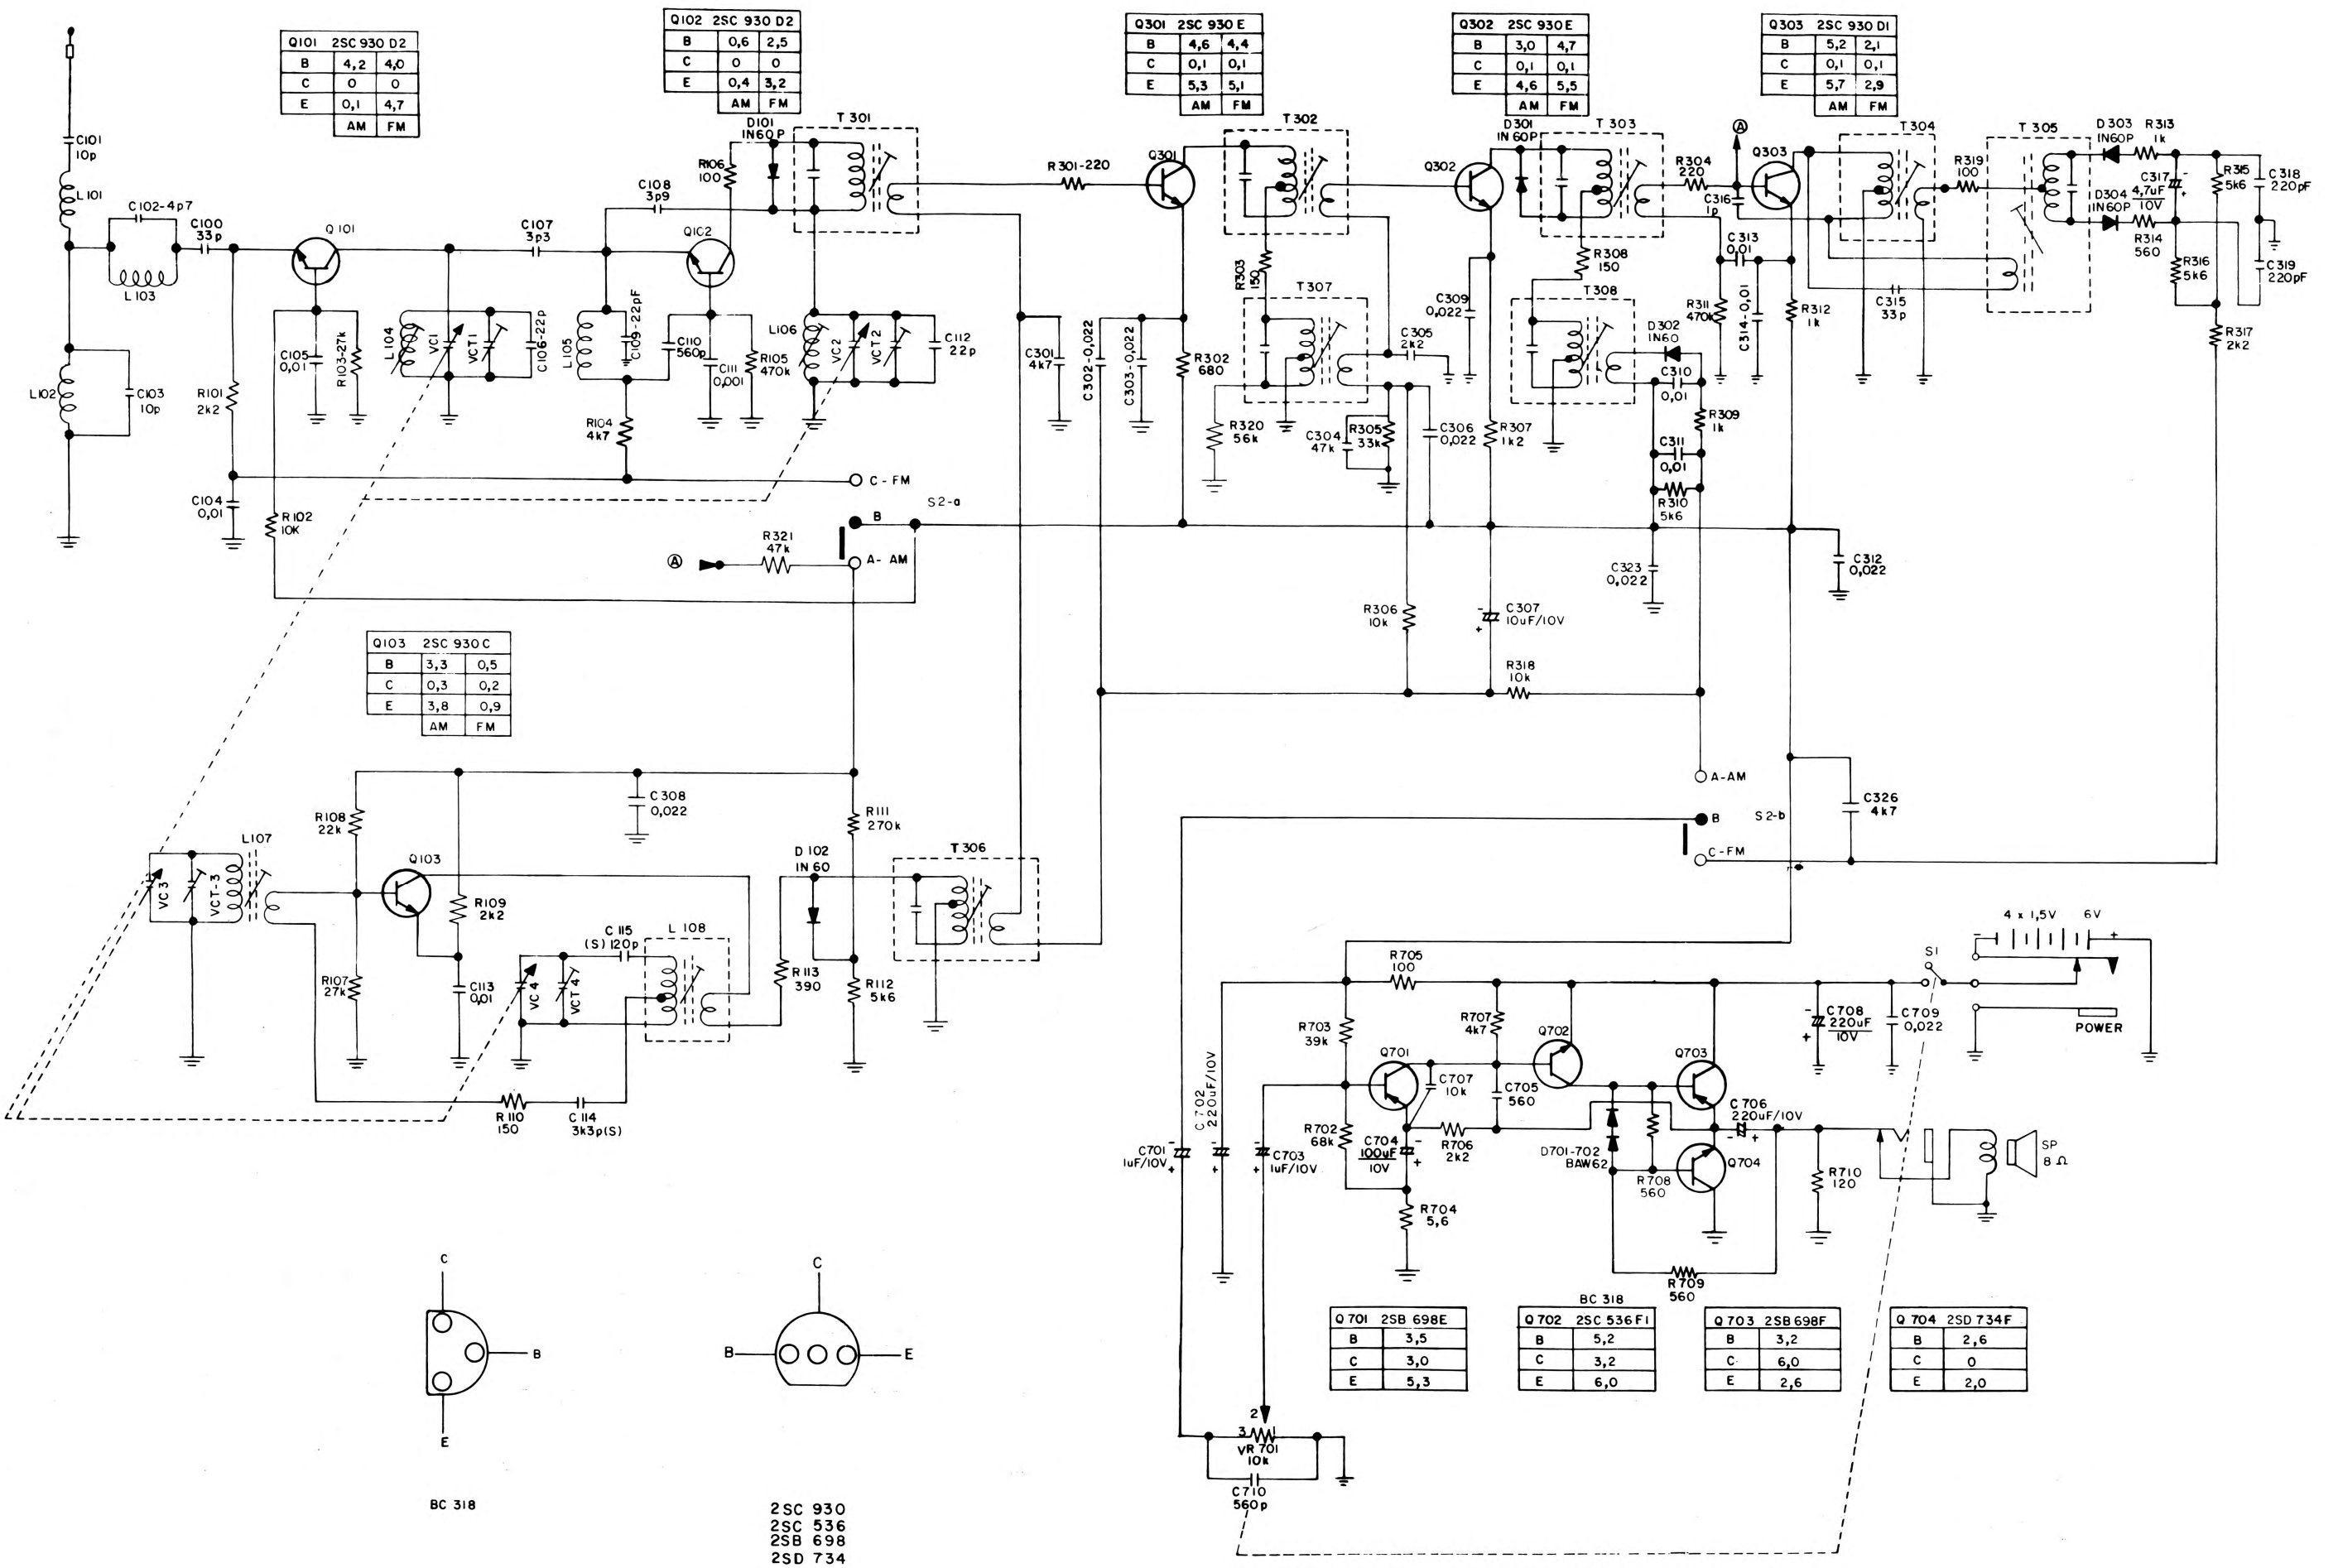 Q101 2SC 930 D2
B 4,2 4,0
C 0 0
E 0,1 4,7
AM FM
Q102 2SC 930 D2
B 0,6 2,5
C 0 0
E 0,4 3,2
AM FM
Q301 2SC 930 E
B 4,6 4,4
C 0,1 0,1
E 5,3 5,1
AM FM
Q302 2SC 930 E
B 3,0 4,7
C 0,1 0,1
E 4,6 5,5
AM FM
Q303 2SC 930 D1
B 5,2 2,1
C 0,1 0,1
E 5,7 2,9
AM FM
C101
10p
L101
C102-4p7
L103
C100
33p
Q101
L102
C103
10p
R101
2k2
C104
0,01
R102
10K
C105
0,01
R103-27k
L104
VC1
VCT1
C106-22p
C107
3p3
C108
3p9
L105
C109-22pF
R104
4k7
C110
560p
Q102
C111
0,001
R105
470k
R106
100
D101
IN60P
T301
L106
VC2
VCT2
C112
22p
C-FM
S2-a
B
A-AM
R321
47k
A
C301
4k7
R301-220
Q301
C302-0,022
C303-0,022
R302
680
T302
R303
150
T307
R320
56k
C304
47k
R305
33k
C305
2k2
C306
0,022
R306
10k
Q302
C309
0,022
R307
1k2
C307
10uF/10V
R318
10k
D301
IN 60P
T303
R308
150
T308
D302
IN60
C310
0,01
R309
1k
C311
0,01
R310
5k6
C323
0,022
R304
220
A
C316
p
Q303
C313
0,01
R311
470k
C314-0,01
R312
1k
C312
0,022
T304
C315
33p
R319
100
T305
D303
IN60P
R313
1k
C317
4,7uF
10V
D304
IN60P
R314
560
R315
5k6
R316
5k6
C318
220pF
C319
220pF
R317
2k2
Q103 2SC 930 C
B 3,3 0,5
C 0,3 0,2
E 3,8 0,9
AM FM
VC3
VCT-3
L107
R108
22k
Q103
R107
27k
R109
2k2
C113
0,01
C308
0,022
R110
150
C114
3k3p(S)
VC4
VCT4
C115
(S)120p
L108
D102
IN60
R111
270k
R113
390
R112
5k6
T306
A-AM
B
S2-b
C-FM
C326
4k7
4 x 1,5V 6V
- +
S1
POWER
R705
100
R703
39k
Q701
R702
68k
C701
1uF/10V
C702
220uF/10V
C703
1uF/10V
C704
100uF
10V
R704
5,6
R706
2k2
C707
10k
R707
4k7
C705
560
Q702
Q703
D701-702
BAW62
R708
560
Q704
C706
220uF/10V
R709
560
C708
220uF
10V
C709
0,022
R710
120
SP
8 Ω
Q701 2SB 698E
B 3,5
C 3,0
E 5,3
BC 318
Q702 2SC 536 F1
B 5,2
C 3,2
E 6,0
Q703 2SB 698F
B 3,2
C 6,0
E 2,6
Q704 2SD 734F
B 2,6
C 0
E 2,0
2
3 1
VR701
10k
C710
560p
C
B
E
BC 318
C
B
E
2SC 930
2SC 536
2SB 698
2SD 734